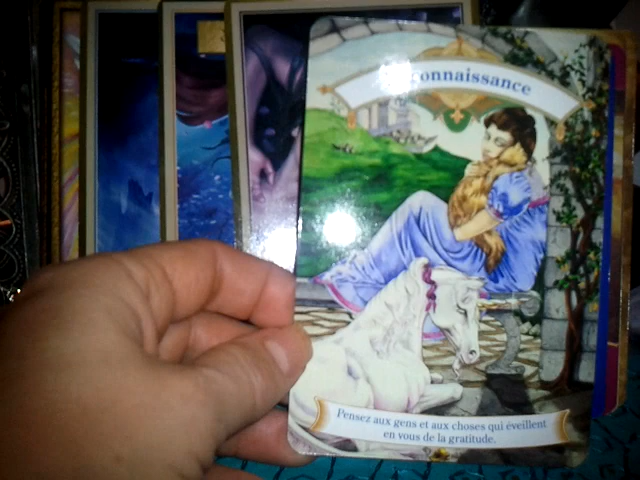 connaissance
Pensez aux gens et aux choses qui éveillent
en vous de la gratitude.